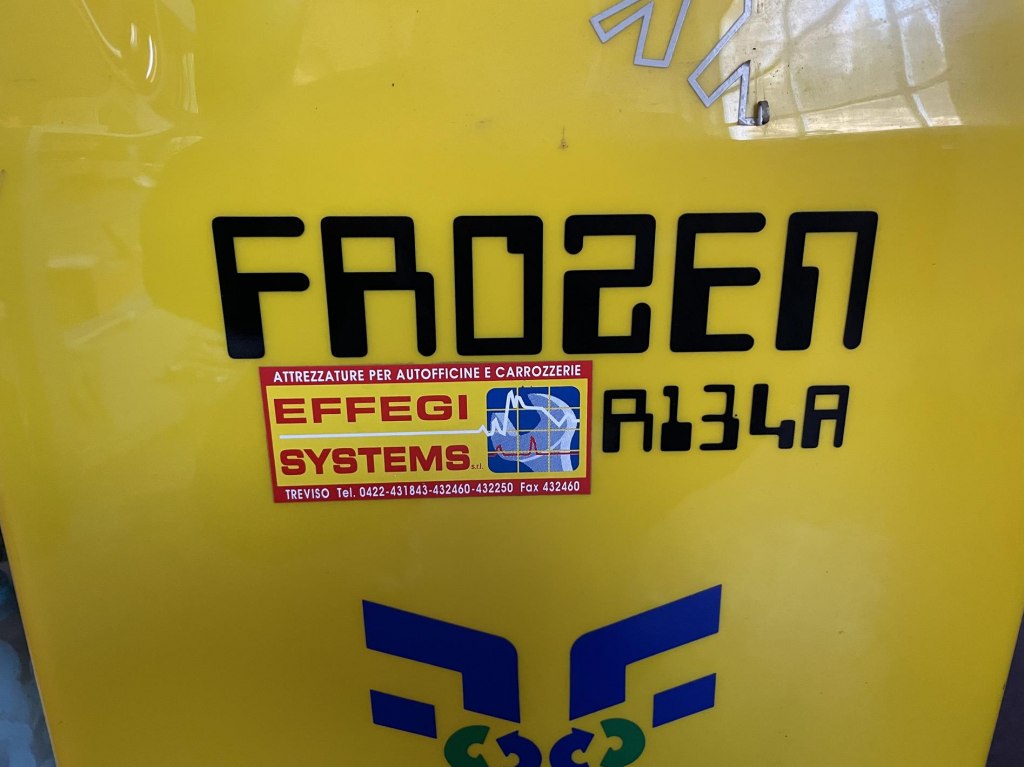 FROZEN
ATTREZZATURE PER AUTOFFICINE E CARROZZERIE
EFFEGI
SYSTEMS s.r.l.
TREVISO Tel. 0422-431843-432460-432250 Fax 432460
R134A